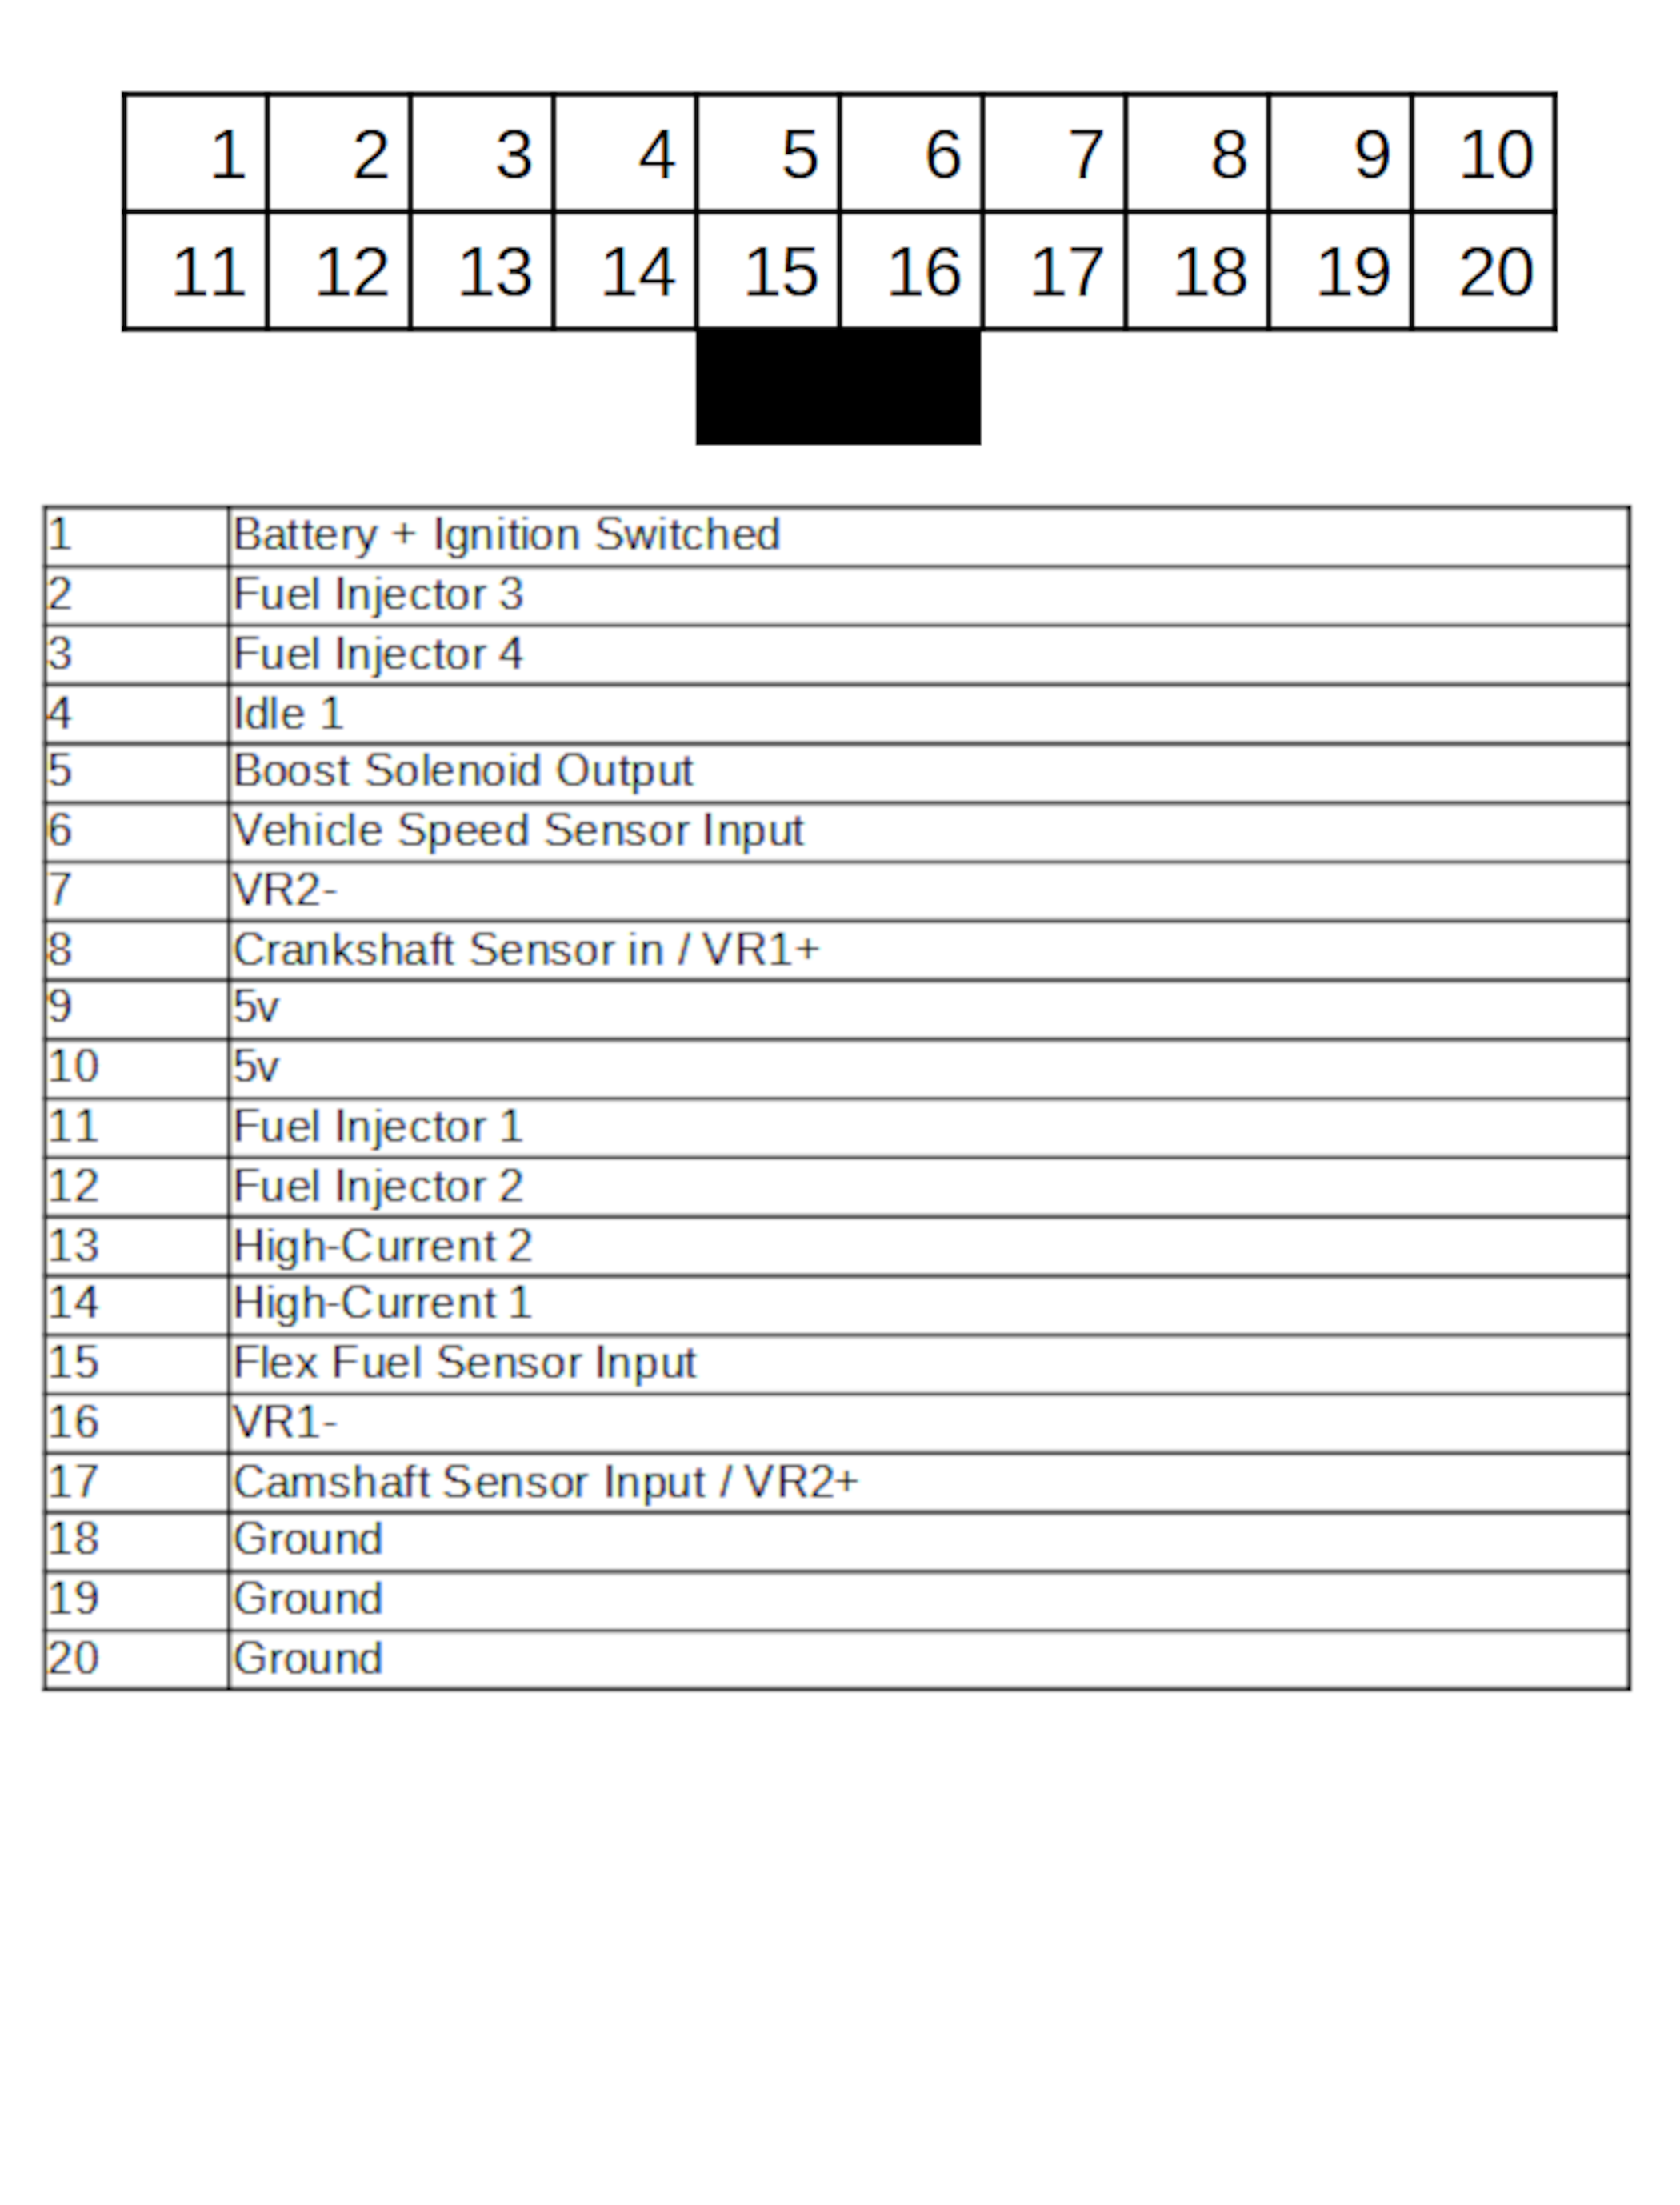 1 2 3 4 5 6 7 8 9 10
11 12 13 14 15 16 17 18 19 20
1 Battery + Ignition Switched
2 Fuel Injector 3
3 Fuel Injector 4
4 Idle 1
5 Boost Solenoid Output
6 Vehicle Speed Sensor Input
7 VR2-
8 Crankshaft Sensor in / VR1+
9 5v
10 5v
11 Fuel Injector 1
12 Fuel Injector 2
13 High-Current 2
14 High-Current 1
15 Flex Fuel Sensor Input
16 VR1-
17 Camshaft Sensor Input / VR2+
18 Ground
19 Ground
20 Ground